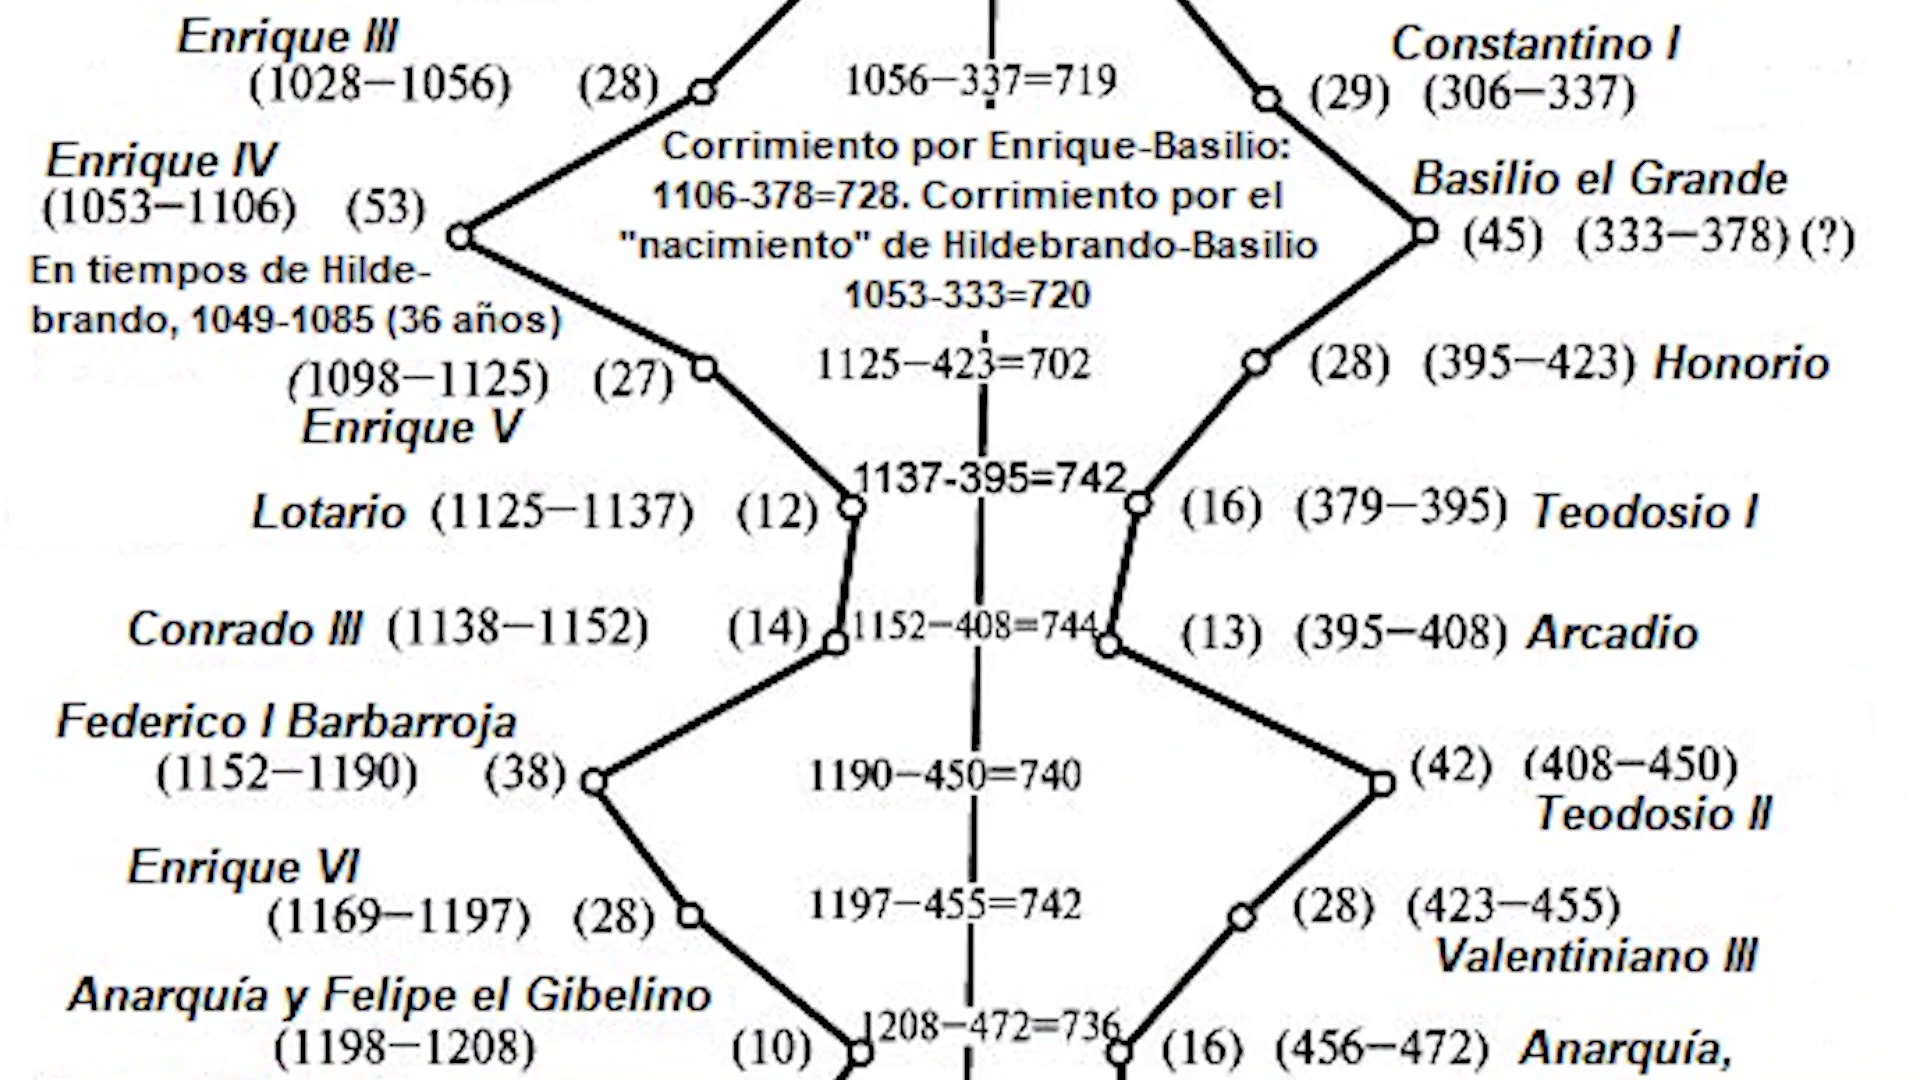 Enrique III
(1028–1056) (28)
1056–337=719
Constantino I
(29) (306–337)
Corrimiento por Enrique-Basilio:
1106-378=728. Corrimiento por el
"nacimiento" de Hildebrando-Basilio
1053-333=720
Enrique IV
(1053–1106) (53)
Basilio el Grande
(45) (333–378) (?)
En tiempos de Hilde-
brando, 1049-1085 (36 años)
(1098–1125) (27)
Enrique V
1125–423=702
(28) (395–423) Honorio
1137-395=742
Lotario (1125–1137) (12)
(16) (379–395) Teodosio I
Conrado III (1138–1152) (14)
1152–408=744
(13) (395–408) Arcadio
Federico I Barbarroja
(1152–1190) (38)
1190–450=740
(42) (408–450)
Teodosio II
Enrique VI
(1169–1197) (28)
1197–455=742
(28) (423–455)
Valentiniano III
Anarquía y Felipe el Gibelino
(1198–1208) (10)
1208–472=736
(16) (456–472) Anarquía,